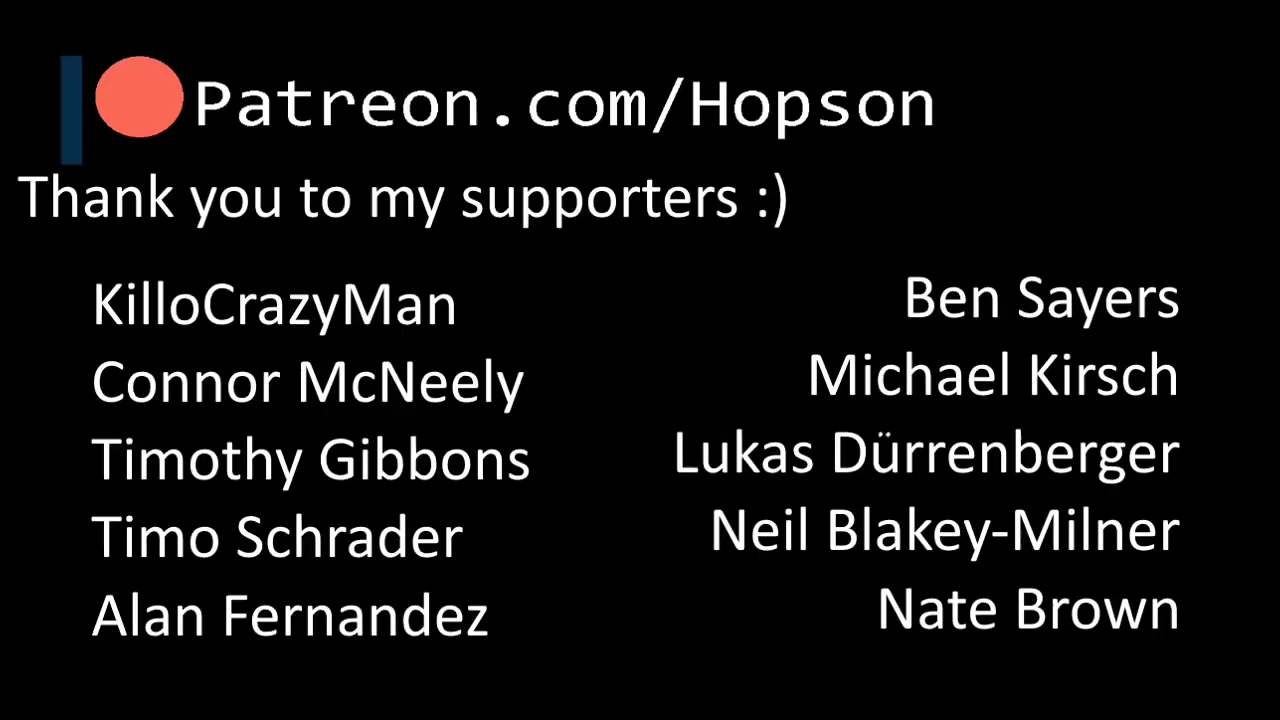 Patreon.com/Hopson
Thank you to my supporters :)
KilloCrazyMan
Connor McNeely
Timothy Gibbons
Timo Schrader
Alan Fernandez
Ben Sayers
Michael Kirsch
Lukas Dürrenberger
Neil Blakey-Milner
Nate Brown